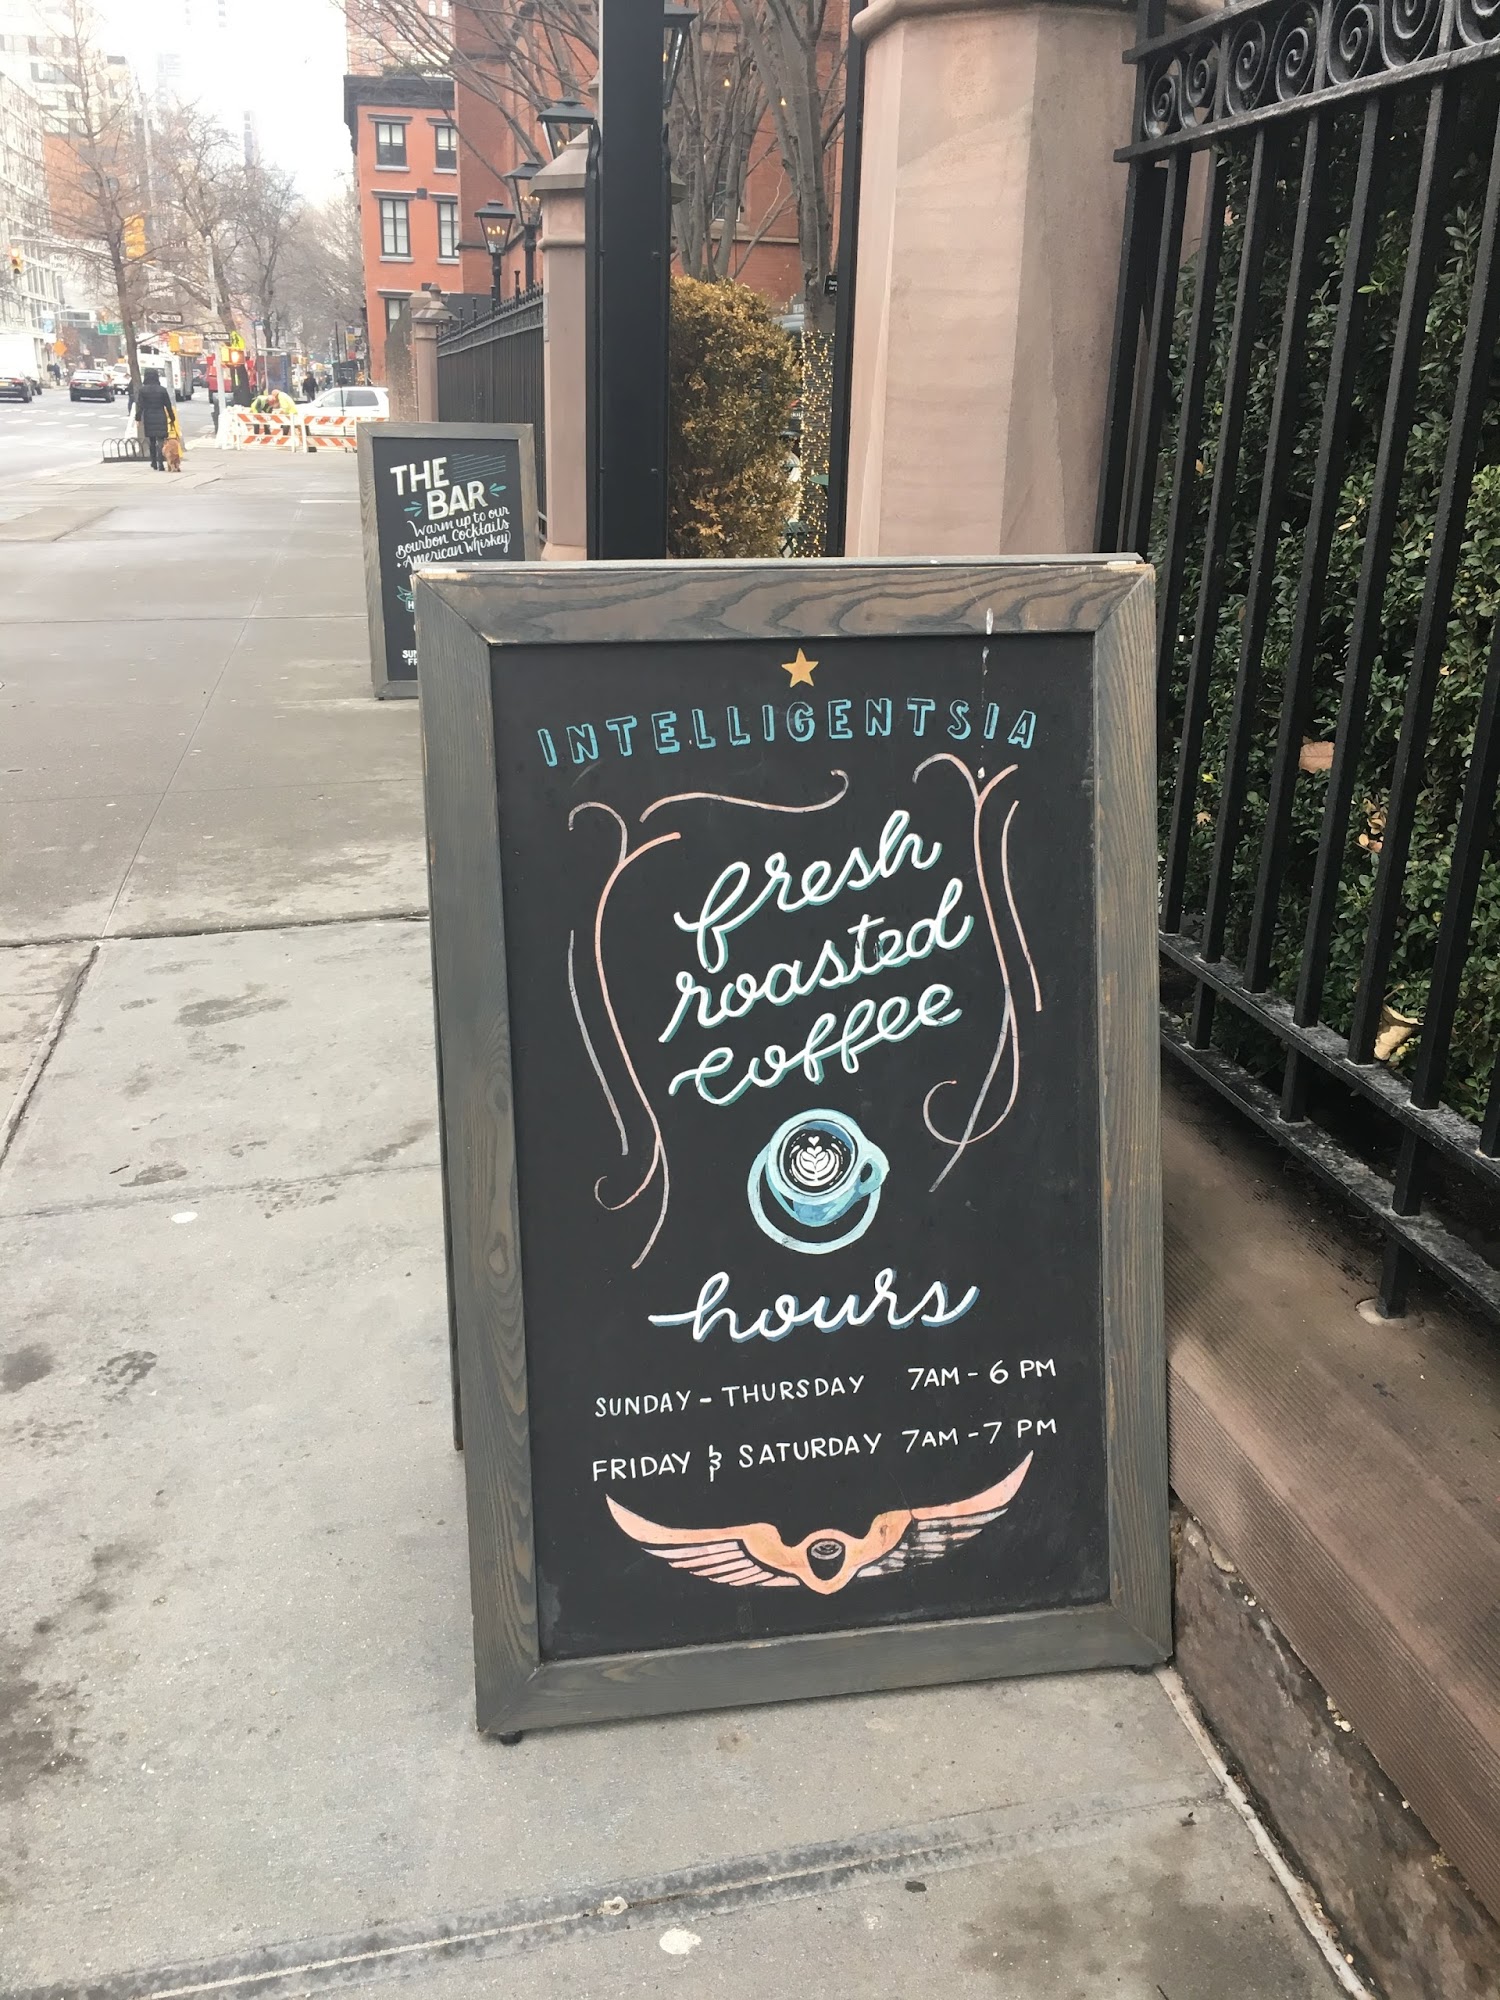 THE
BAR
Warm up to our
Bourbon Cocktails
+ American Whiskey
INTELLIGENTSIA
fresh
roasted
coffee
hours
SUNDAY - THURSDAY 7AM - 6 PM
FRIDAY & SATURDAY 7AM - 7 PM